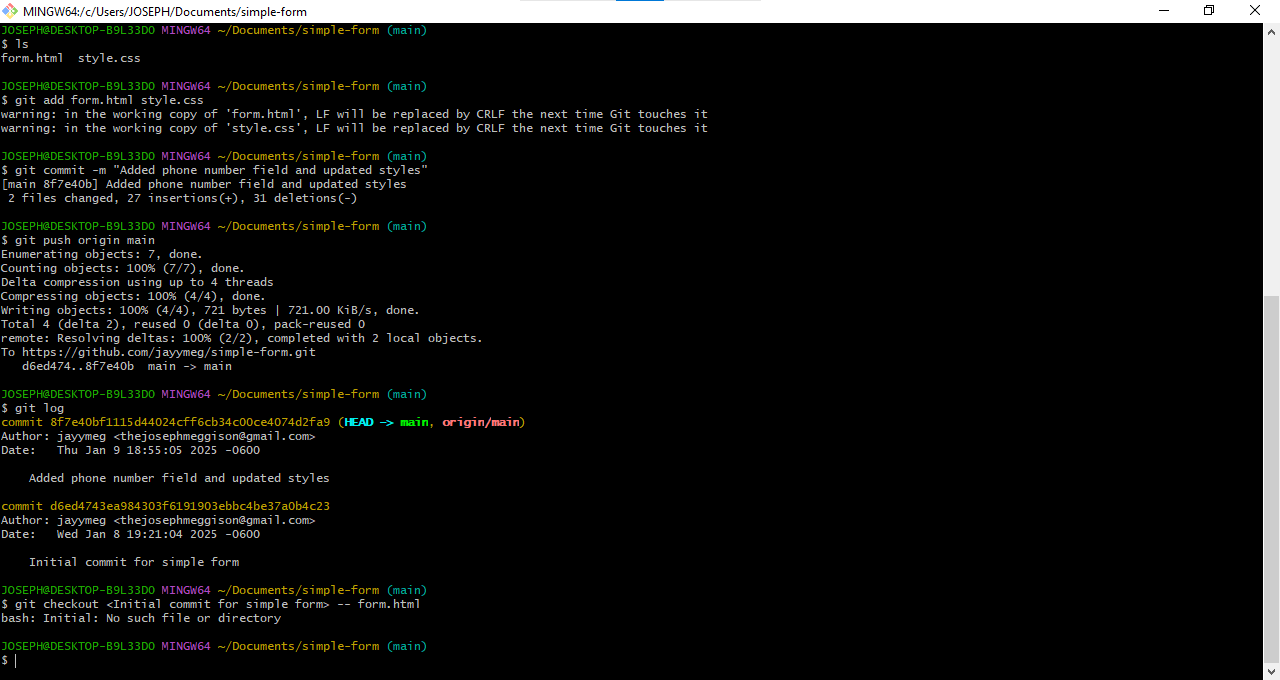 MINGW64:/c/Users/JOSEPH/Documents/simple-form
JOSEPH@DESKTOP-B9L33DO MINGW64 ~/Documents/simple-form (main)
$ ls
form.html  style.css
JOSEPH@DESKTOP-B9L33DO MINGW64 ~/Documents/simple-form (main)
$ git add form.html style.css
warning: in the working copy of 'form.html', LF will be replaced by CRLF the next time Git touches it
warning: in the working copy of 'style.css', LF will be replaced by CRLF the next time Git touches it
JOSEPH@DESKTOP-B9L33DO MINGW64 ~/Documents/simple-form (main)
$ git commit -m "Added phone number field and updated styles"
[main 8f7e40b] Added phone number field and updated styles
 2 files changed, 27 insertions(+), 31 deletions(-)
JOSEPH@DESKTOP-B9L33DO MINGW64 ~/Documents/simple-form (main)
$ git push origin main
Enumerating objects: 7, done.
Counting objects: 100% (7/7), done.
Delta compression using up to 4 threads
Compressing objects: 100% (4/4), done.
Writing objects: 100% (4/4), 721 bytes | 721.00 KiB/s, done.
Total 4 (delta 2), reused 0 (delta 0), pack-reused 0
remote: Resolving deltas: 100% (2/2), completed with 2 local objects.
To https://github.com/jayymeg/simple-form.git
   d6ed474..8f7e40b  main -> main
JOSEPH@DESKTOP-B9L33DO MINGW64 ~/Documents/simple-form (main)
$ git log
commit 8f7e40bf1115d44024cff6cb34c00ce4074d2fa9 (HEAD -> main, origin/main)
Author: jayymeg <thejosephmeggison@gmail.com>
Date:   Thu Jan 9 18:55:05 2025 -0600
    Added phone number field and updated styles
commit d6ed4743ea984303f6191903ebbc4be37a0b4c23
Author: jayymeg <thejosephmeggison@gmail.com>
Date:   Wed Jan 8 19:21:04 2025 -0600
    Initial commit for simple form
JOSEPH@DESKTOP-B9L33DO MINGW64 ~/Documents/simple-form (main)
$ git checkout <Initial commit for simple form> -- form.html
bash: Initial: No such file or directory
JOSEPH@DESKTOP-B9L33DO MINGW64 ~/Documents/simple-form (main)
$